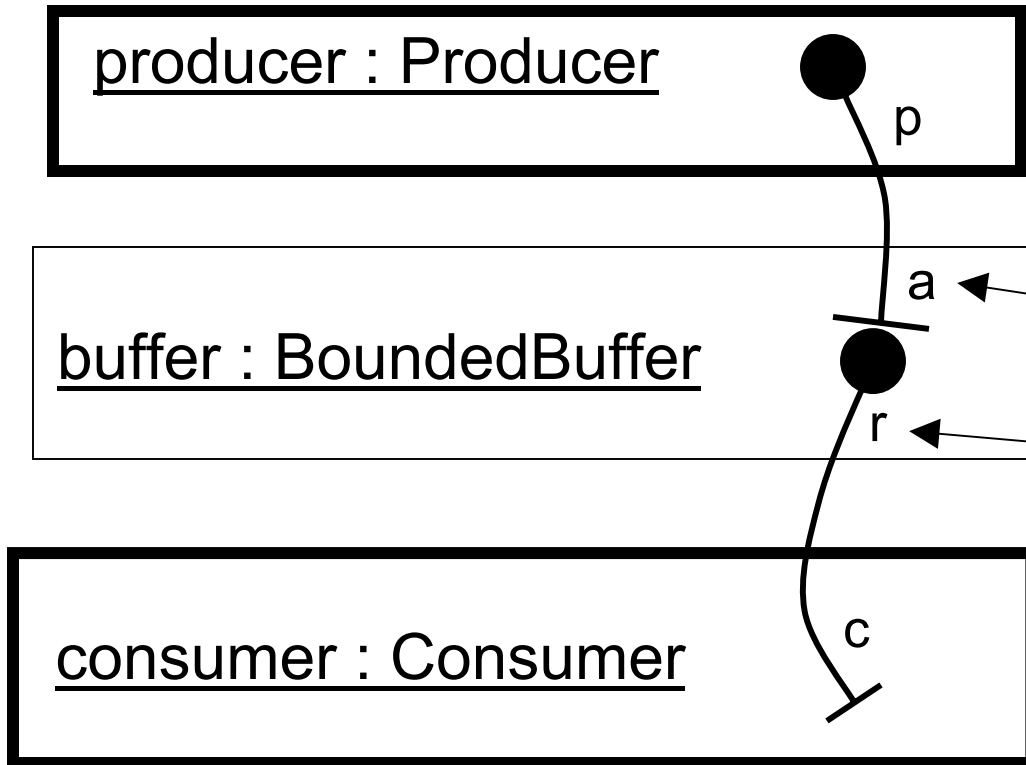 producer : Producer
p
a
buffer : BoundedBuffer
r
c
consumer : Consumer